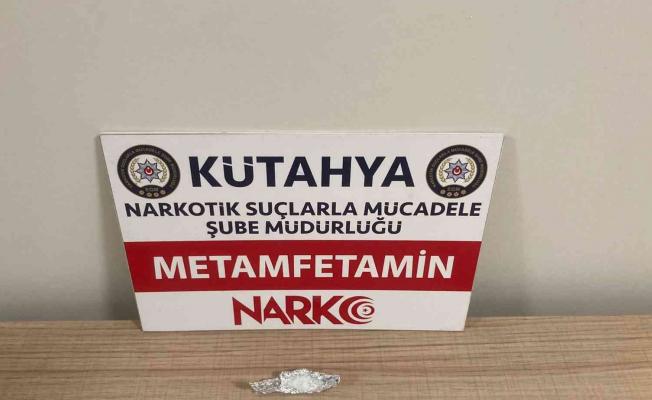 KÜTAHYA
NARKOTİK SUÇLARLA MÜCADELE
ŞUBE MÜDÜRLÜĞÜ
METAMFETAMİN
NARKO